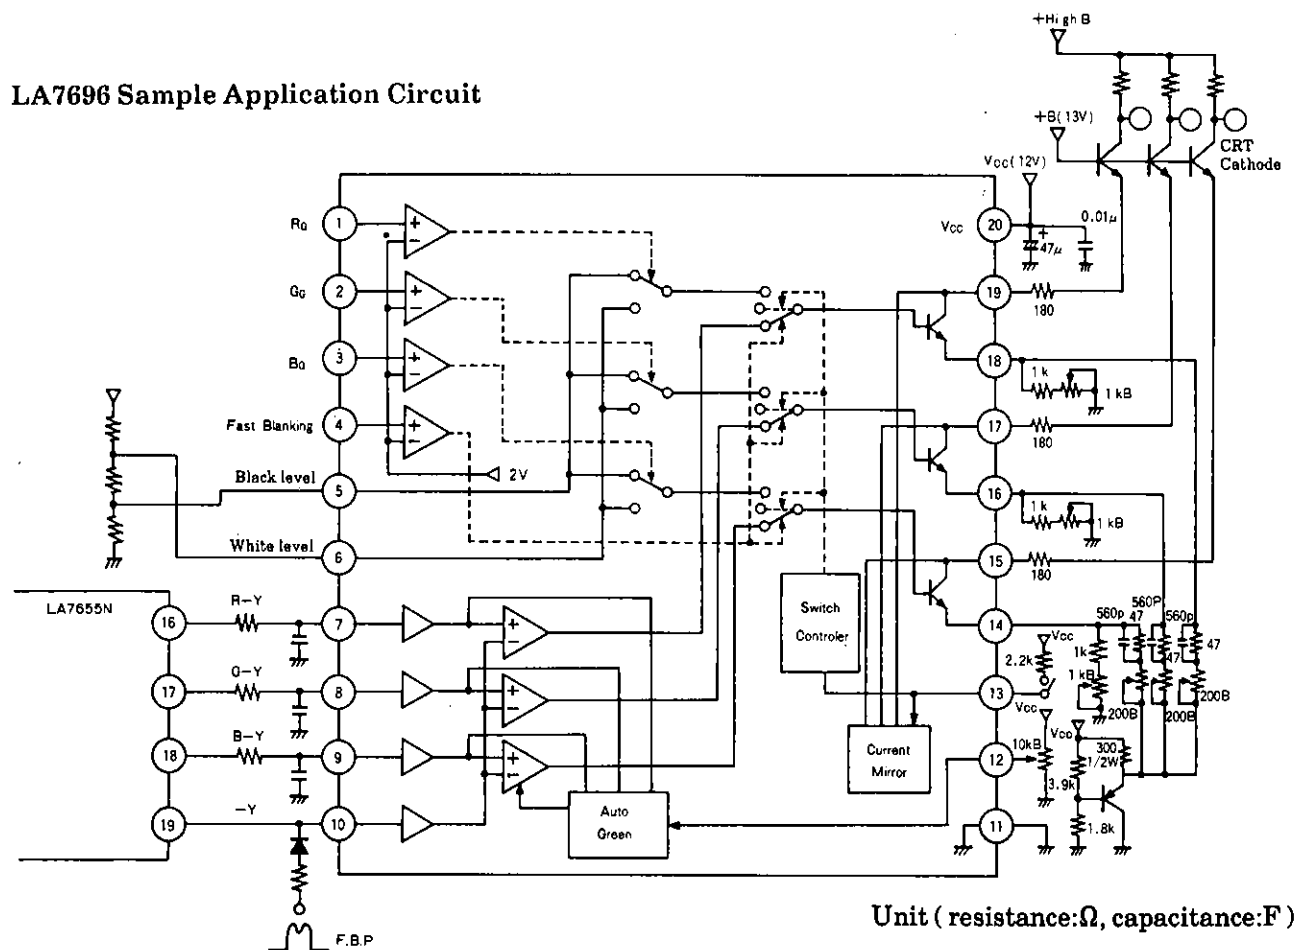 +High B
LA7696 Sample Application Circuit
+B(13V)
CRT
Cathode
VCC(12V)
1
20
VCC
0.01μ
+
47μ
+
−
2
GG
19
180
+
−
3
18
1k
1kB
+
−
4
Fast Blanking
17
180
+
−
2V
Black level
5
16
1k
1kB
White level
6
15
180
LA7655N
16
R-Y
7
Switch
Controler
14
560p
560P
47
560p
47
47
1k
1kB
VCC
2.2k
13
+
−
17
G-Y
8
200B
200B
200B
VCC
+
−
18
B-Y
9
Current
Mirror
12
10kB
VCC
300
1/2W
3.9k
+
−
19
-Y
10
Auto
Green
11
1.8k
F.B.P
Unit ( resistance:Ω, capacitance:F )